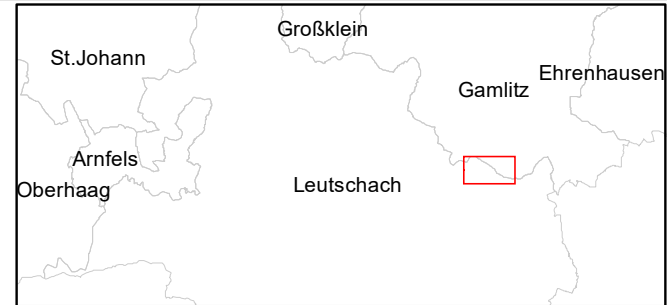 Großklein
St.Johann
Ehrenhausen
Gamlitz
Arnfels
Leutschach
Oberhaag